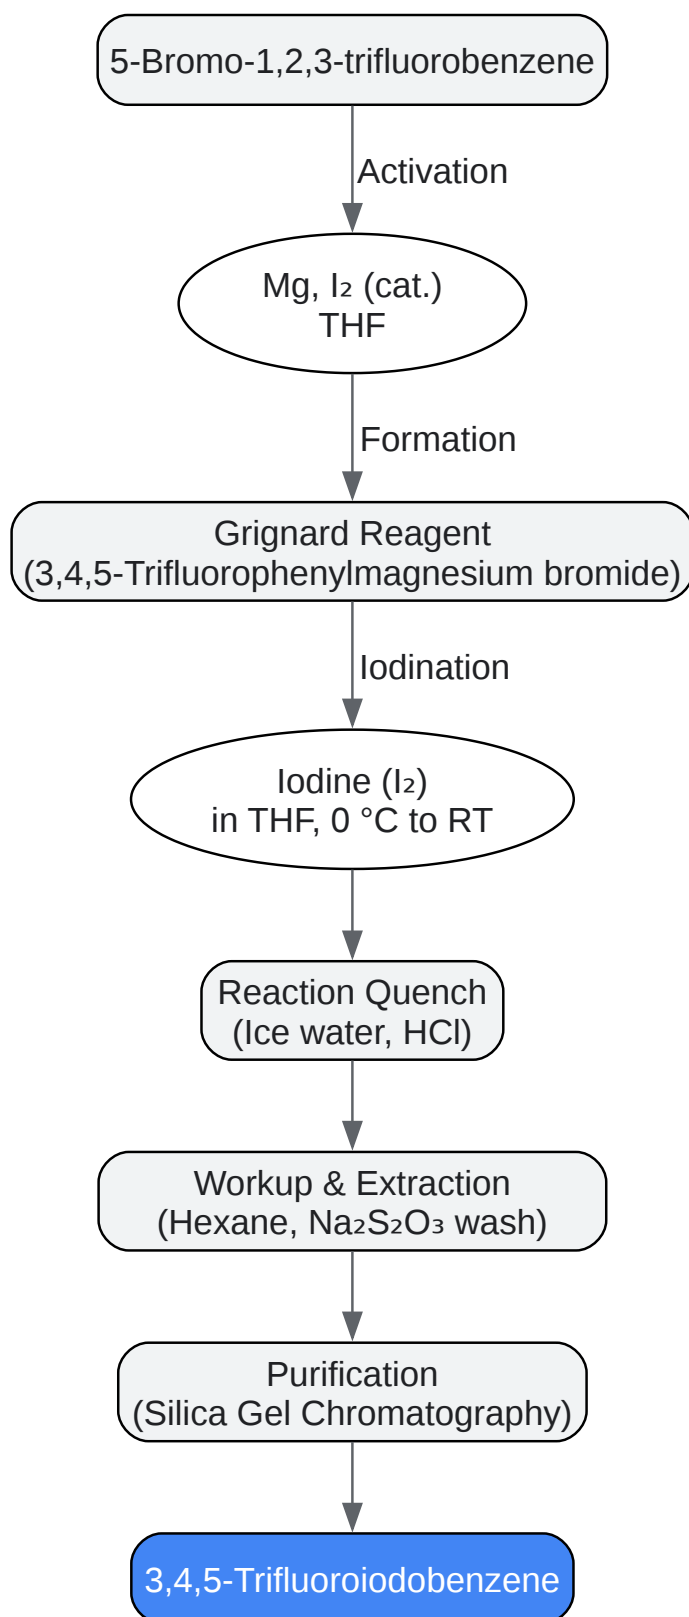 5-Bromo-1,2,3-trifluorobenzene
Activation
Mg, I₂ (cat.)
THF
Formation
Grignard Reagent
(3,4,5-Trifluorophenylmagnesium bromide)
Iodination
Iodine (I₂)
in THF, 0 °C to RT
Reaction Quench
(Ice water, HCl)
Workup & Extraction
(Hexane, Na₂S₂O₃ wash)
Purification
(Silica Gel Chromatography)
3,4,5-Trifluoroiodobenzene